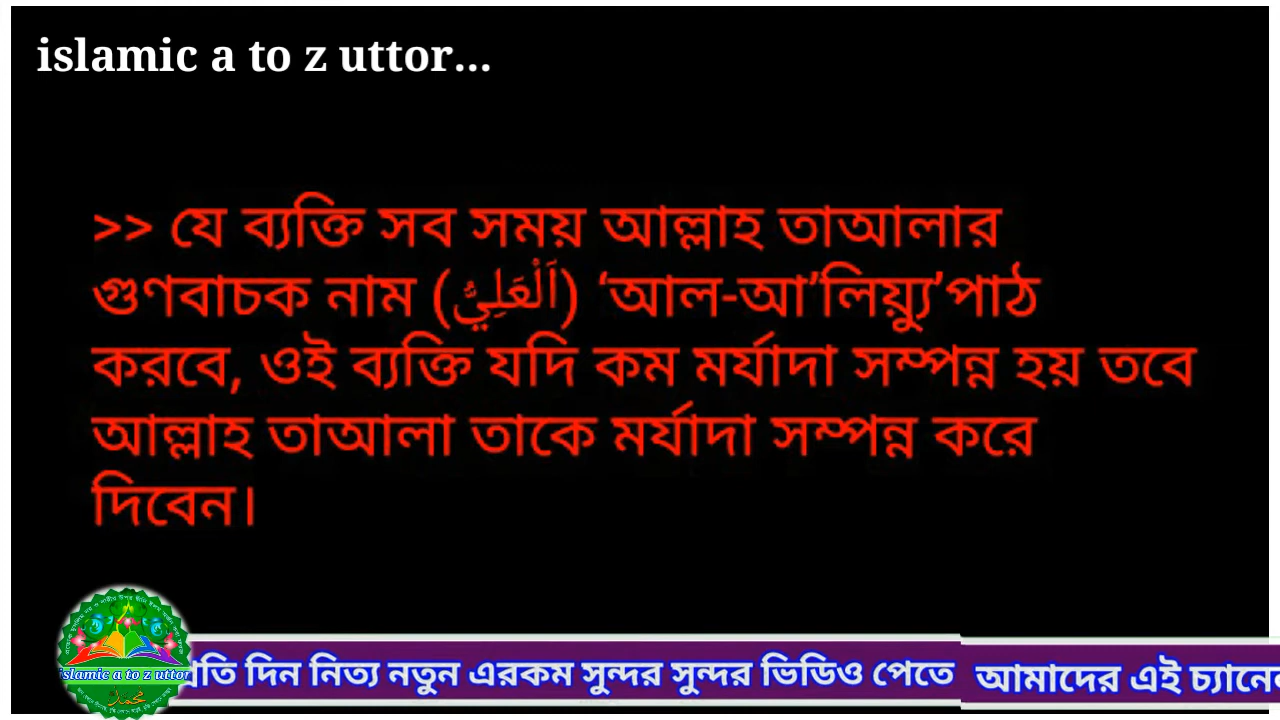 islamic a to z uttor...
>> যে ব্যক্তি সব সময় আল্লাহ তাআলার
গুণবাচক নাম (اَلْعَلِيُّ) ‘আল-আ’লিয়্যু’পাঠ
করবে, ওই ব্যক্তি যদি কম মর্যাদা সম্পন্ন হয় তবে
আল্লাহ তাআলা তাকে মর্যাদা সম্পন্ন করে
দিবেন।
islamic a to z uttor
দিন নিত্য নতুন এরকম সুন্দর সুন্দর ভিডিও পেতে আমাদের এই